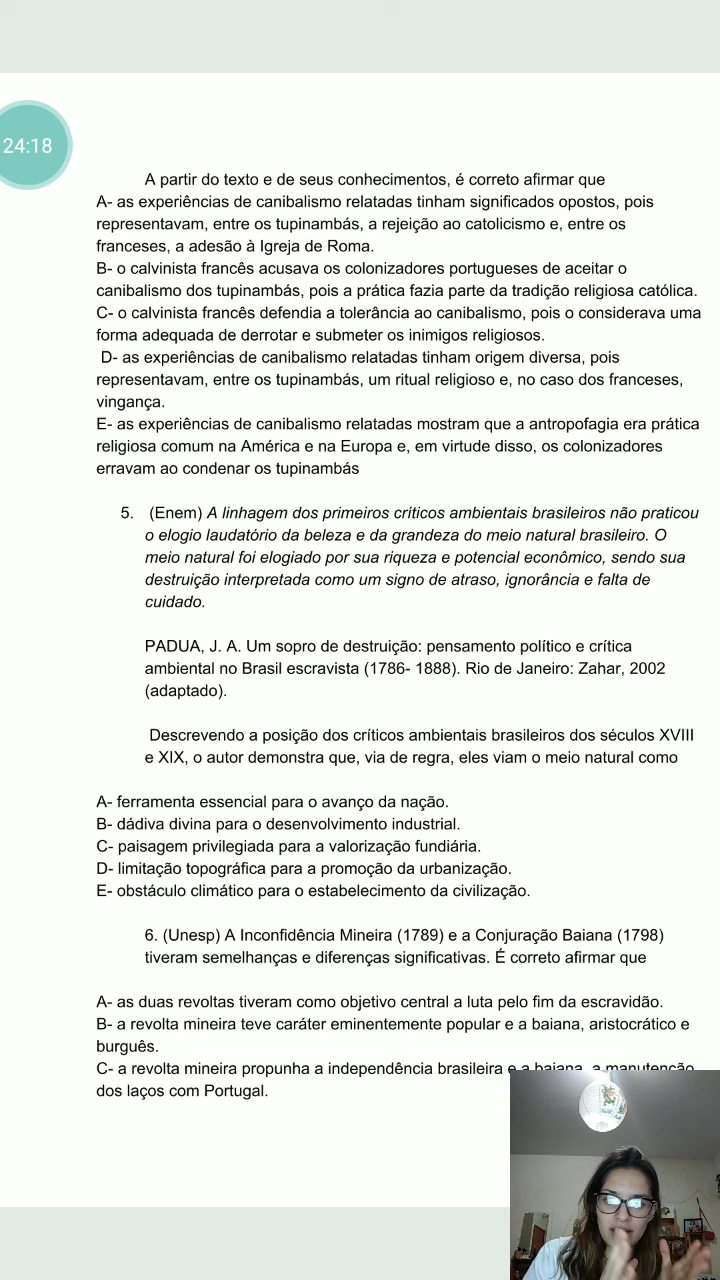 24:18
A partir do texto e de seus conhecimentos, é correto afirmar que
A- as experiências de canibalismo relatadas tinham significados opostos, pois
representavam, entre os tupinambás, a rejeição ao catolicismo e, entre os
franceses, a adesão à Igreja de Roma.
B- o calvinista francês acusava os colonizadores portugueses de aceitar o
canibalismo dos tupinambás, pois a prática fazia parte da tradição religiosa católica.
C- o calvinista francês defendia a tolerância ao canibalismo, pois o considerava uma
forma adequada de derrotar e submeter os inimigos religiosos.
D- as experiências de canibalismo relatadas tinham origem diversa, pois
representavam, entre os tupinambás, um ritual religioso e, no caso dos franceses,
vingança.
E- as experiências de canibalismo relatadas mostram que a antropofagia era prática
religiosa comum na América e na Europa e, em virtude disso, os colonizadores
erravam ao condenar os tupinambás
5. (Enem) A linhagem dos primeiros críticos ambientais brasileiros não praticou
o elogio laudatório da beleza e da grandeza do meio natural brasileiro. O
meio natural foi elogiado por sua riqueza e potencial econômico, sendo sua
destruição interpretada como um signo de atraso, ignorância e falta de
cuidado.
PADUA, J. A. Um sopro de destruição: pensamento político e crítica
ambiental no Brasil escravista (1786- 1888). Rio de Janeiro: Zahar, 2002
(adaptado).
Descrevendo a posição dos críticos ambientais brasileiros dos séculos XVIII
e XIX, o autor demonstra que, via de regra, eles viam o meio natural como
A- ferramenta essencial para o avanço da nação.
B- dádiva divina para o desenvolvimento industrial.
C- paisagem privilegiada para a valorização fundiária.
D- limitação topográfica para a promoção da urbanização.
E- obstáculo climático para o estabelecimento da civilização.
6. (Unesp) A Inconfidência Mineira (1789) e a Conjuração Baiana (1798)
tiveram semelhanças e diferenças significativas. É correto afirmar que
A- as duas revoltas tiveram como objetivo central a luta pelo fim da escravidão.
B- a revolta mineira teve caráter eminentemente popular e a baiana, aristocrático e
burguês.
C- a revolta mineira propunha a independência brasileira e a baiana, a manutenção
dos laços com Portugal.